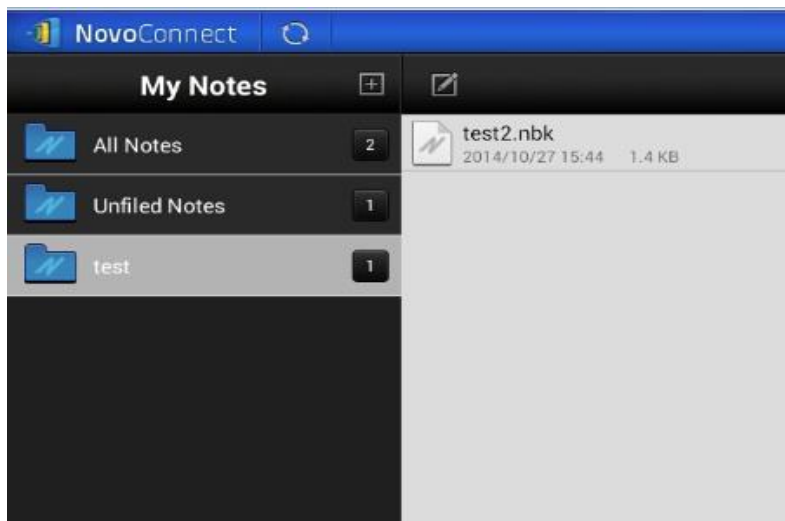 NovoConnect
My Notes
All Notes 2
Unfiled Notes 1
test 1
test2.nbk
2014/10/27 15:44 1.4 KB